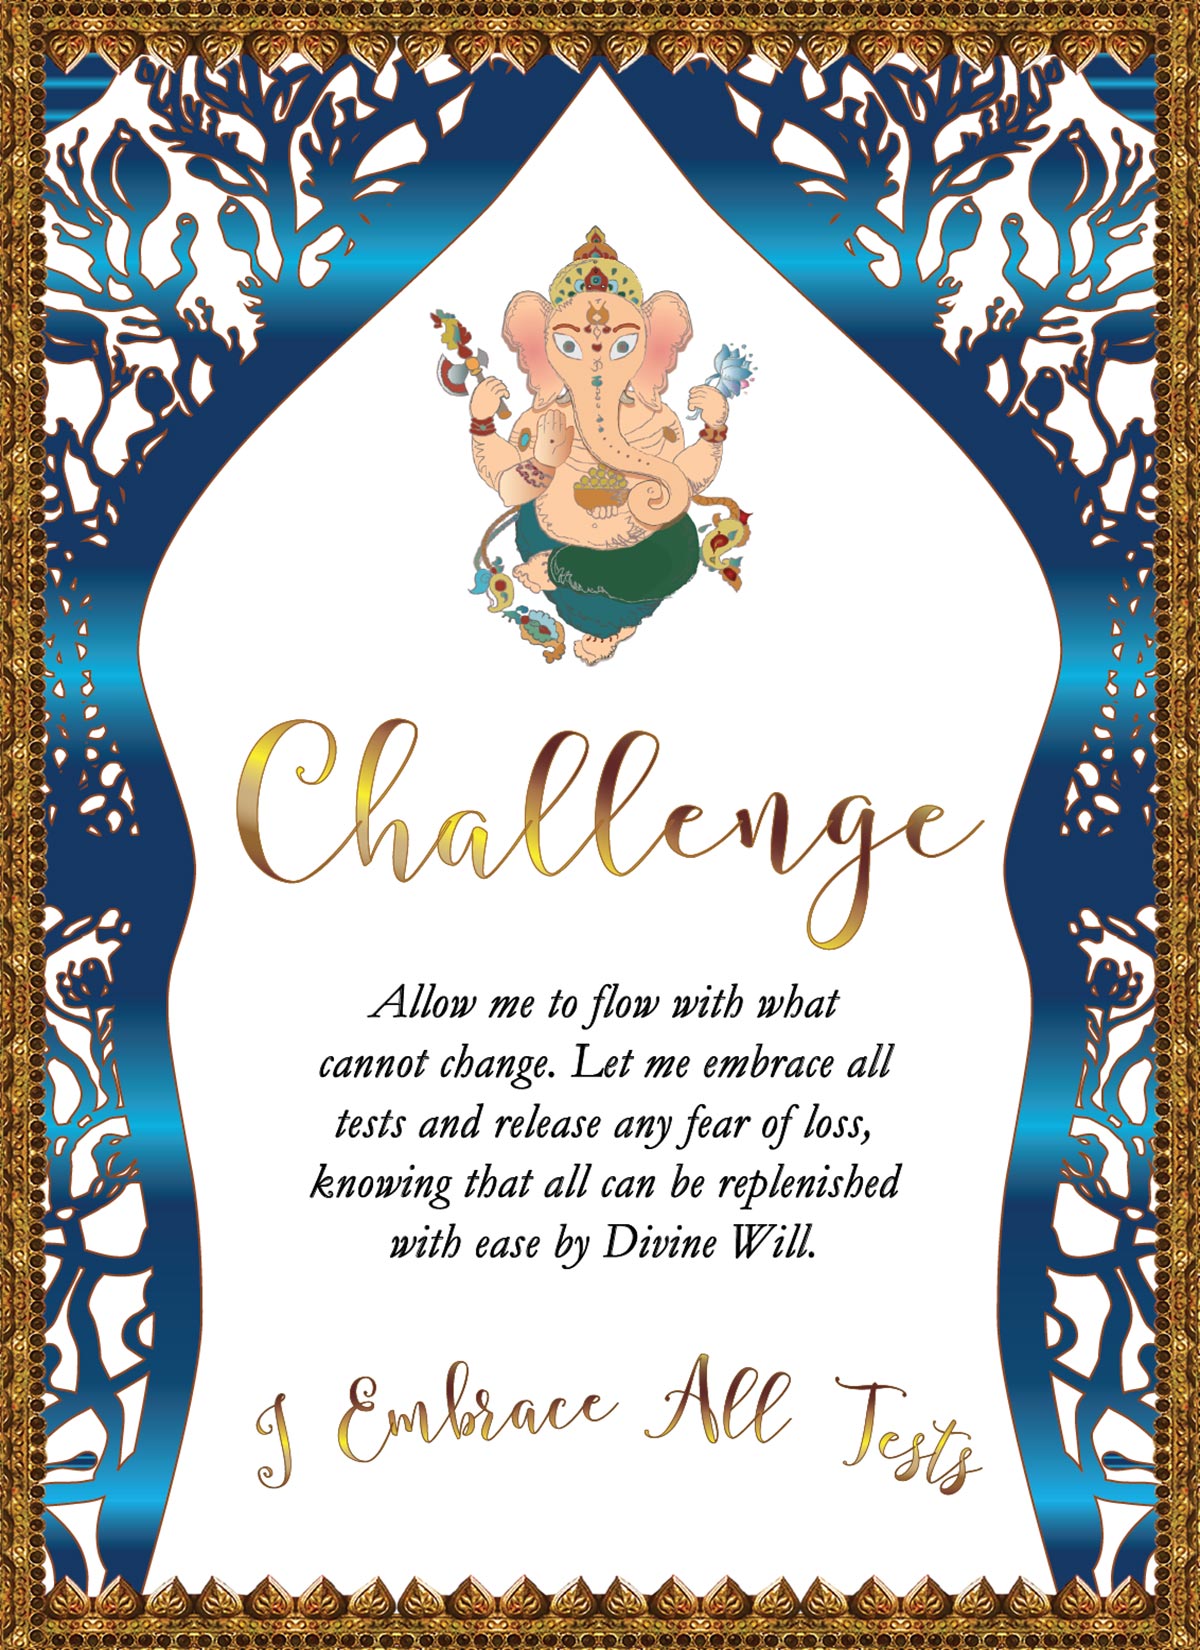 Challenge
Allow me to flow with what
cannot change. Let me embrace all
tests and release any fear of loss,
knowing that all can be replenished
with ease by Divine Will.
I Embrace All Tests